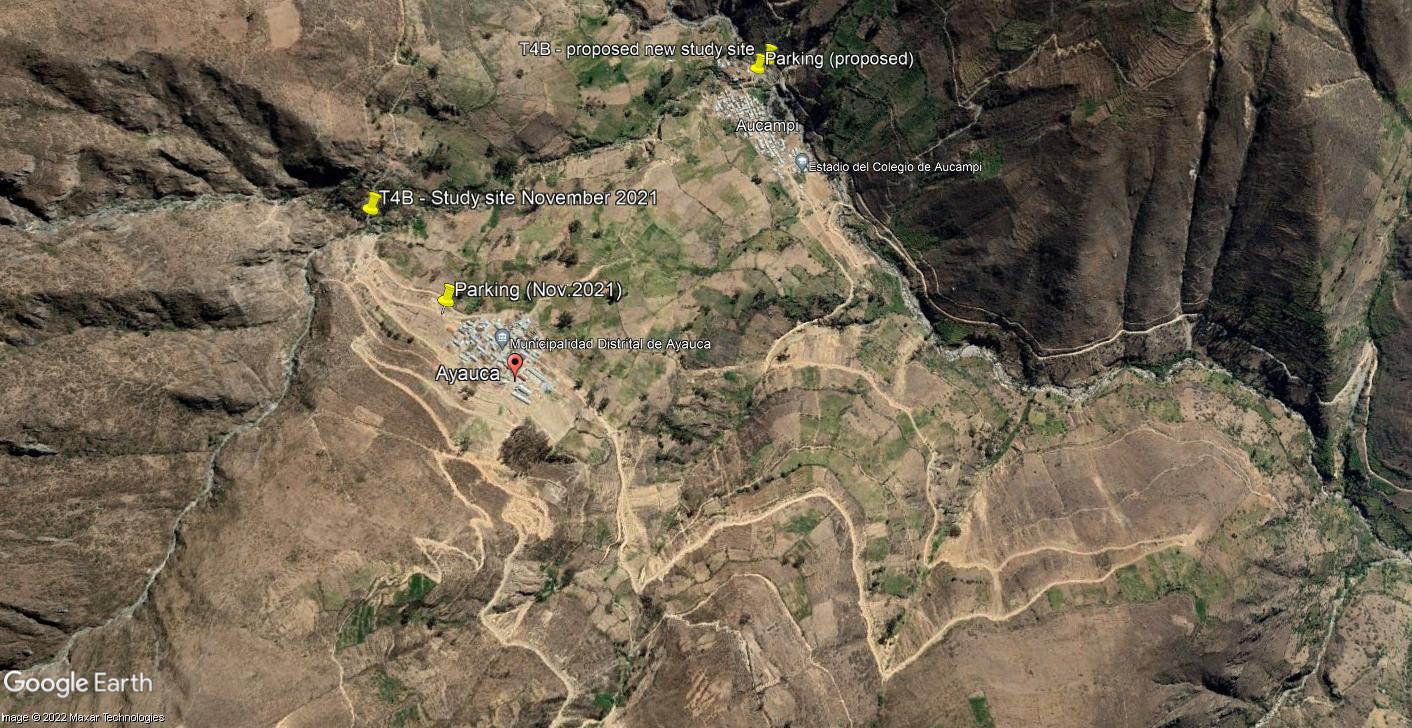 T4B - proposed new study site
Parking (proposed)
Aucampi
Estadio del Colegio de Aucampi
T4B - Study site November 2021
Parking (Nov.2021)
Municipalidad Distrital de Ayauca
Ayauca
Google Earth
Image © 2022 Maxar Technologies